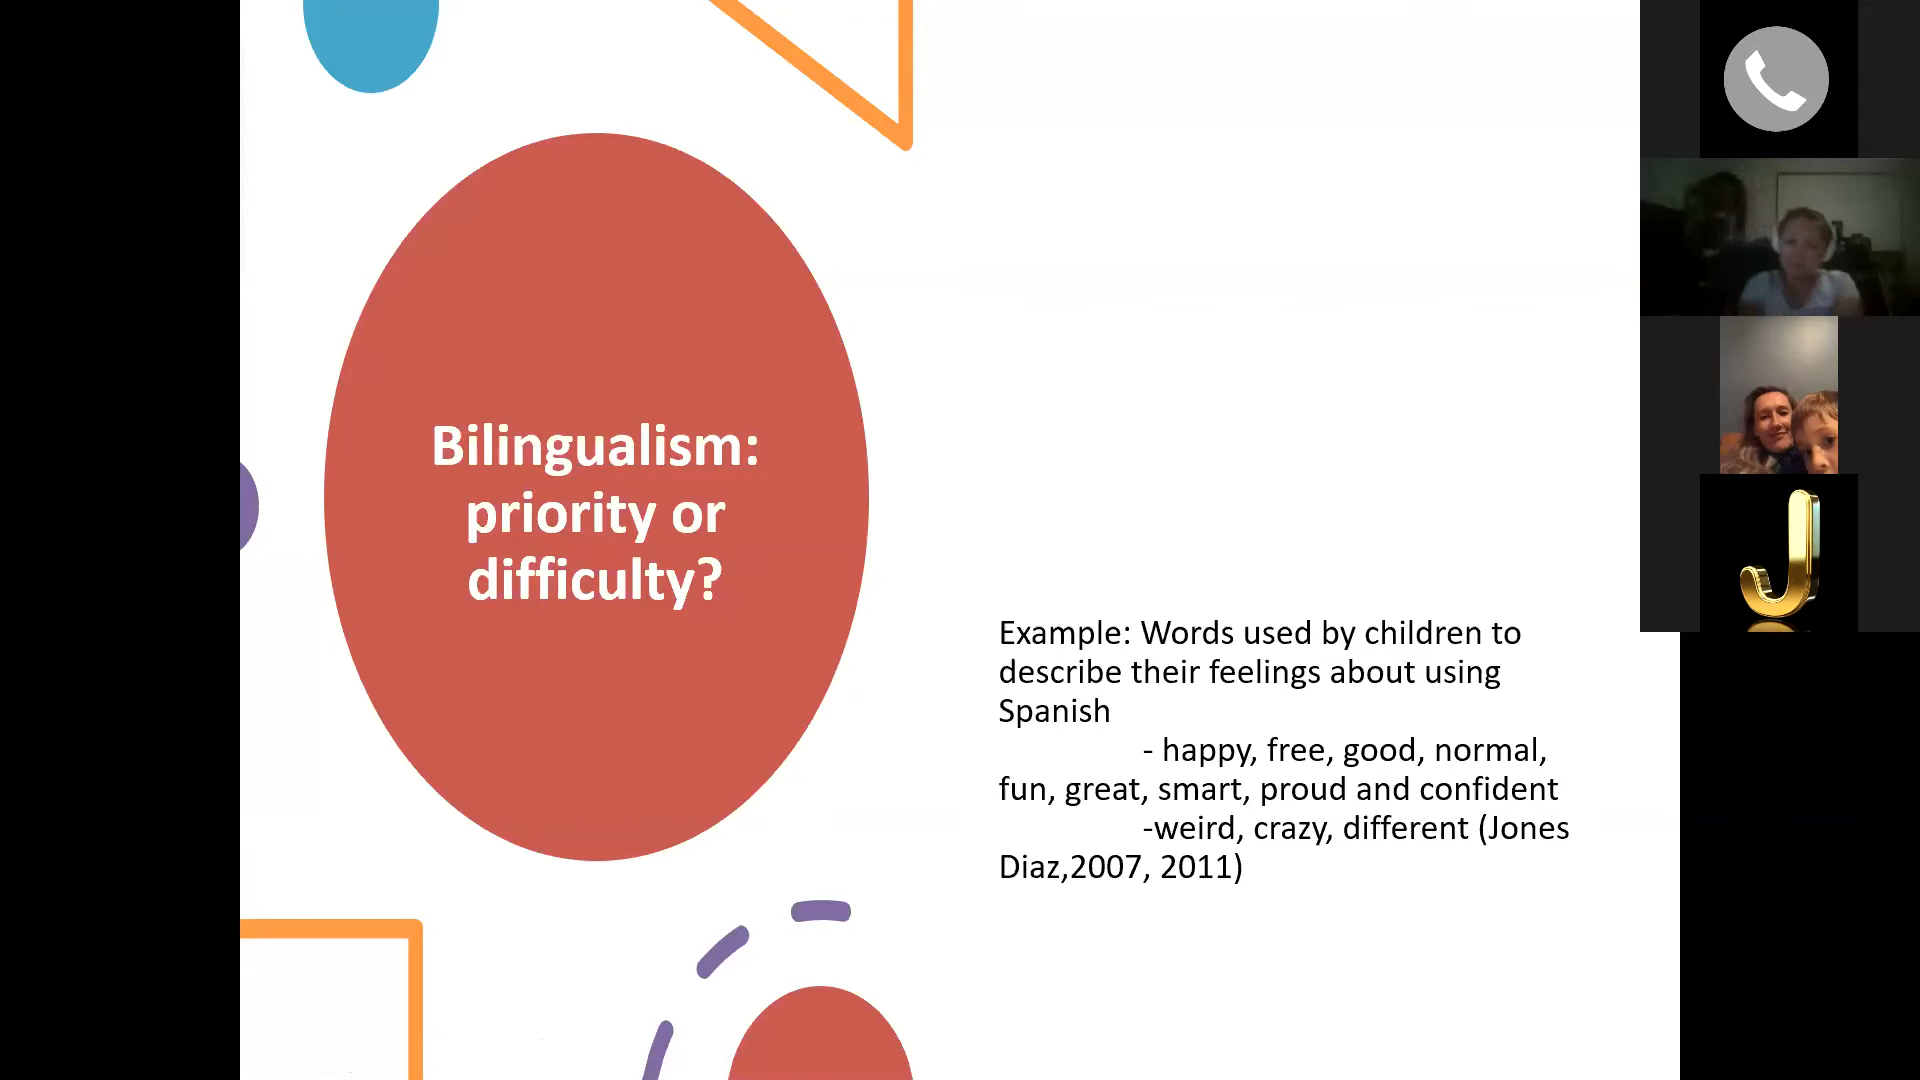 Bilingualism:
priority or
difficulty?
Example: Words used by children to
describe their feelings about using
Spanish
- happy, free, good, normal,
fun, great, smart, proud and confident
-weird, crazy, different (Jones
Diaz,2007, 2011)
J